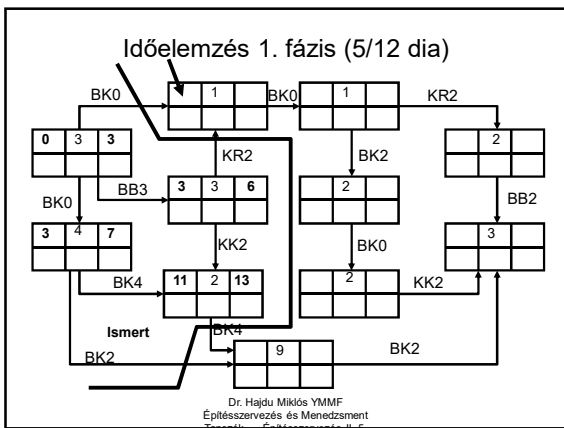 Időelemzés 1. fázis (5/12 dia)
BK0 1 BK0 1 KR2
0 3 3 KR2 BK2 2
BK0 BB3 3 3 6 2 BB2
3 4 7 KK2 BK0 3
BK4 11 2 13 2 KK2
Ismert BK4
BK2 9 BK2
Dr. Hajdu Miklós YMMF
Építésszervezés és Menedzsment